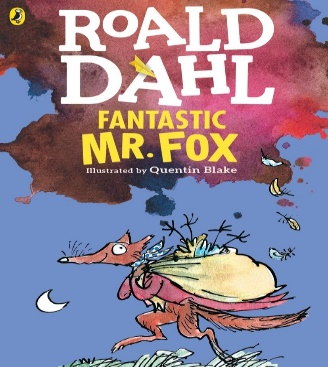 ROALD
DAHL
FANTASTIC
MR. FOX
Illustrated by Quentin Blake